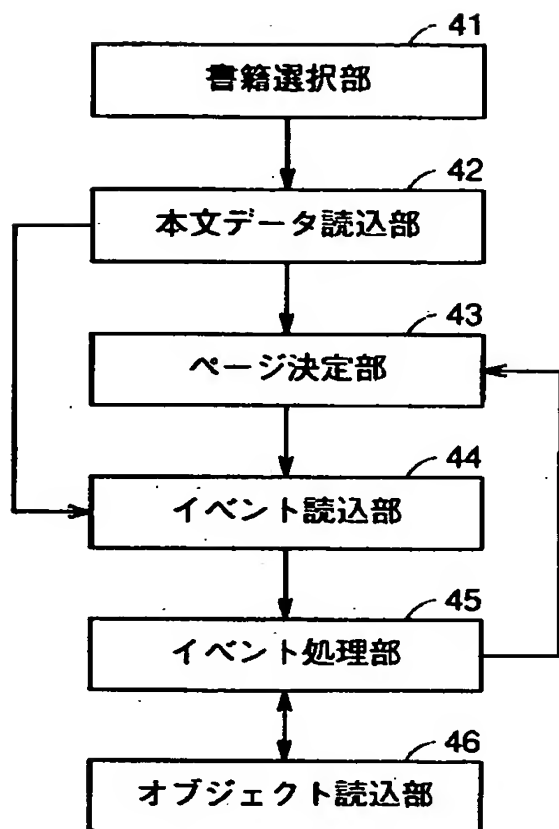 41
書籍選択部
42
本文データ読込部
43
ページ決定部
44
イベント読込部
45
イベント処理部
46
オブジェクト読込部